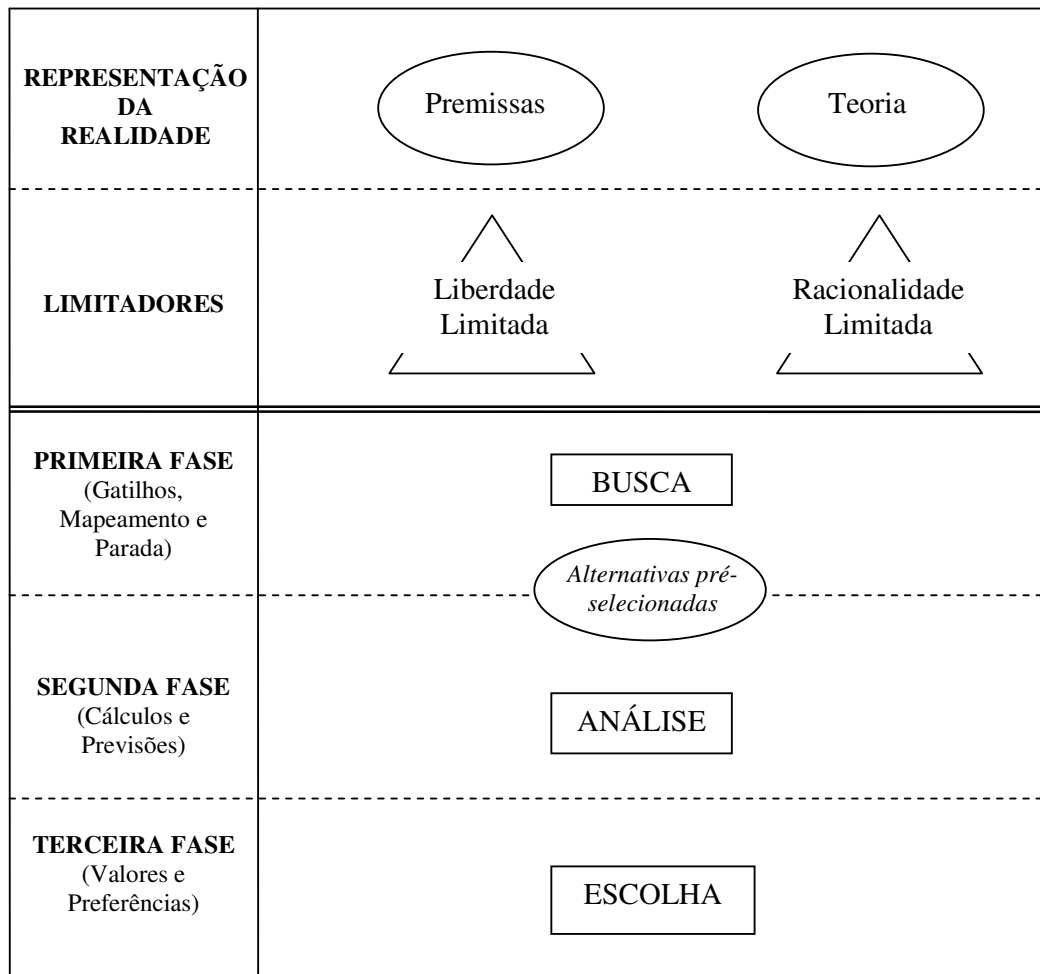 REPRESENTAÇÃO
DA
REALIDADE
Premissas
Teoria
LIMITADORES
Liberdade
Limitada
Racionalidade
Limitada
PRIMEIRA FASE
(Gatilhos,
Mapeamento e
Parada)
BUSCA
Alternativas pré-
selecionadas
SEGUNDA FASE
(Cálculos e
Previsões)
ANÁLISE
TERCEIRA FASE
(Valores e
Preferências)
ESCOLHA